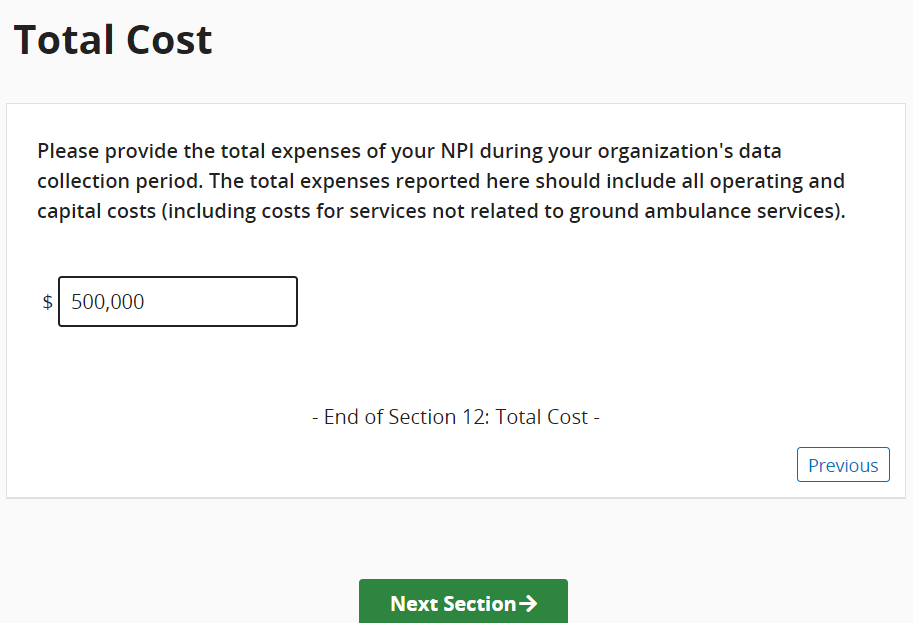 Total Cost
Please provide the total expenses of your NPI during your organization's data
collection period. The total expenses reported here should include all operating and
capital costs (including costs for services not related to ground ambulance services).
$ 500,000
- End of Section 12: Total Cost -
Previous
Next Section→